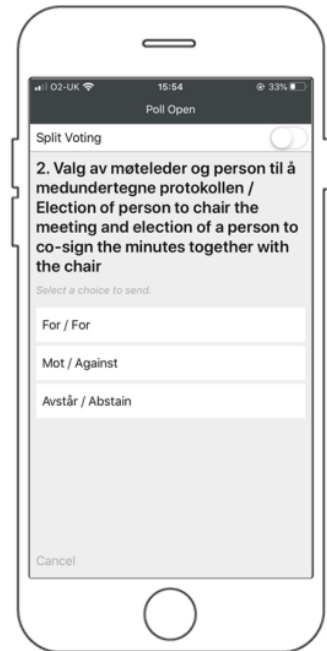 O2-UK 15:54 33%
Poll Open
Split Voting
2. Valg av møteleder og person til å
medundertegne protokollen /
Election of person to chair the
meeting and election of a person to
co-sign the minutes together with
the chair
Select a choice to send.
For / For
Mot / Against
Avstår / Abstain
Cancel